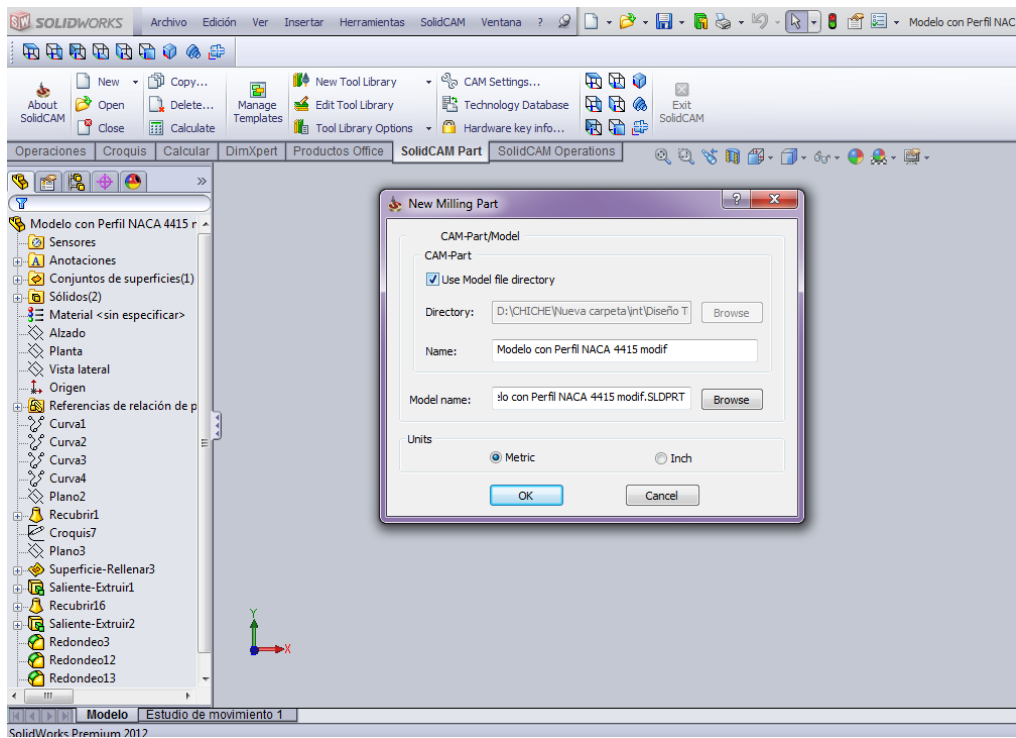 SW SOLIDWORKS Archivo Edición Ver Insertar Herramientas SolidCAM Ventana ? Modelo con Perfil NAC
About SolidCAM
New
Open
Close
Copy...
Delete...
Calculate
Manage Templates
New Tool Library
Edit Tool Library
Tool Library Options
CAM Settings...
Technology Database
Hardware key info...
Exit SolidCAM
Operaciones Croquis Calcular DimXpert Productos Office SolidCAM Part SolidCAM Operations
Modelo con Perfil NACA 4415 r
Sensores
Anotaciones
Conjuntos de superficies(1)
Sólidos(2)
Material <sin especificar>
Alzado
Planta
Vista lateral
Origen
Referencias de relación de p
Curva1
Curva2
Curva3
Curva4
Plano2
Recubrir1
Croquis7
Plano3
Superficie-Rellenar3
Saliente-Extruir1
Recubrir16
Saliente-Extruir2
Redondeo3
Redondeo12
Redondeo13
New Milling Part
CAM-Part/Model
CAM-Part
Use Model file directory
Directory: D:\CHICHE\Nueva carpeta\int\Diseño T Browse
Name: Modelo con Perfil NACA 4415 modif
Model name: lo con Perfil NACA 4415 modif.SLDPRT Browse
Units
Metric Inch
OK Cancel
Y
X
Modelo Estudio de movimiento 1
SolidWorks Premium 2012